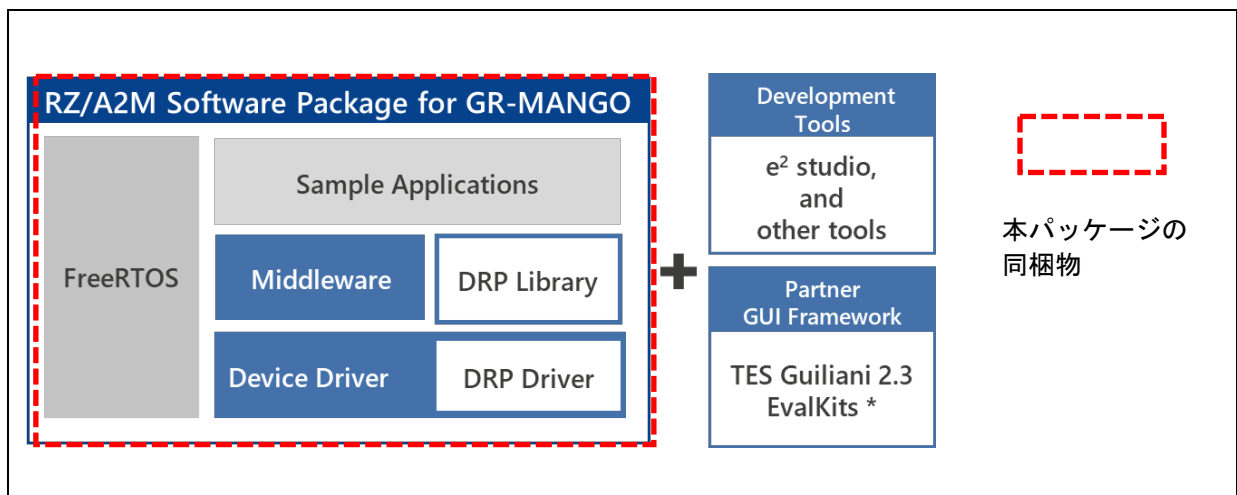 RZ/A2M Software Package for GR-MANGO
FreeRTOS
Sample Applications
Middleware
DRP Library
Device Driver
DRP Driver
Development
Tools
e² studio,
and
other tools
Partner
GUI Framework
TES Guiliani 2.3
EvalKits *
本パッケージの
同梱物